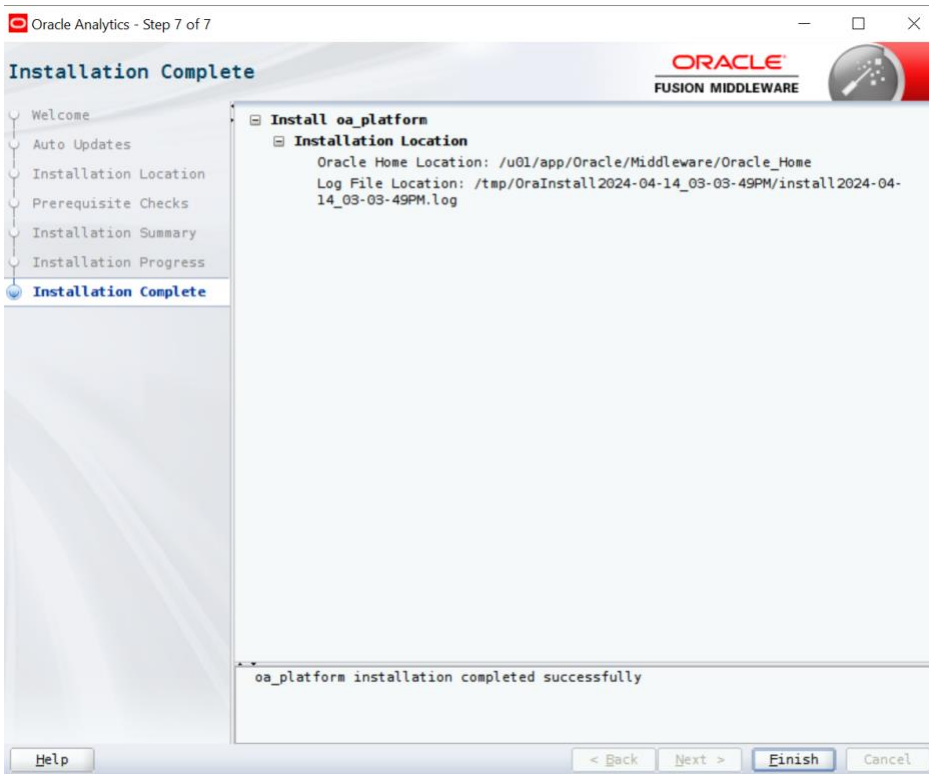 Oracle Analytics - Step 7 of 7
Installation Complete
ORACLE
FUSION MIDDLEWARE
Welcome
Auto Updates
Installation Location
Prerequisite Checks
Installation Summary
Installation Progress
Installation Complete
Install oa_platform
Installation Location
Oracle Home Location: /u01/app/Oracle/Middleware/Oracle_Home
Log File Location: /tmp/OraInstall2024-04-14_03-03-49PM/install2024-04-
14_03-03-49PM.log
oa_platform installation completed successfully
Help
< Back
Next >
Finish
Cancel